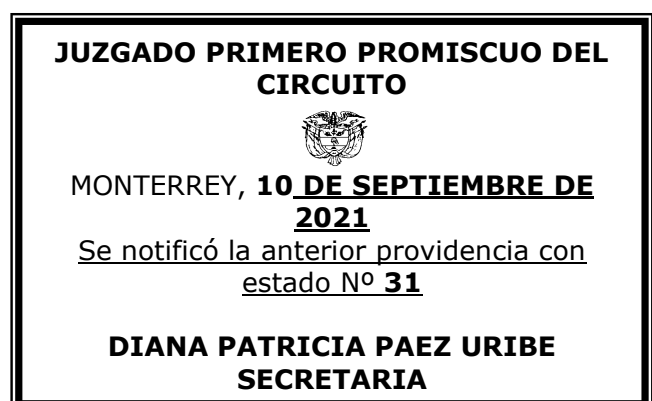 JUZGADO PRIMERO PROMISCUO DEL
CIRCUITO
MONTERREY, 10 DE SEPTIEMBRE DE
2021
Se notificó la anterior providencia con
estado Nº 31
DIANA PATRICIA PAEZ URIBE
SECRETARIA